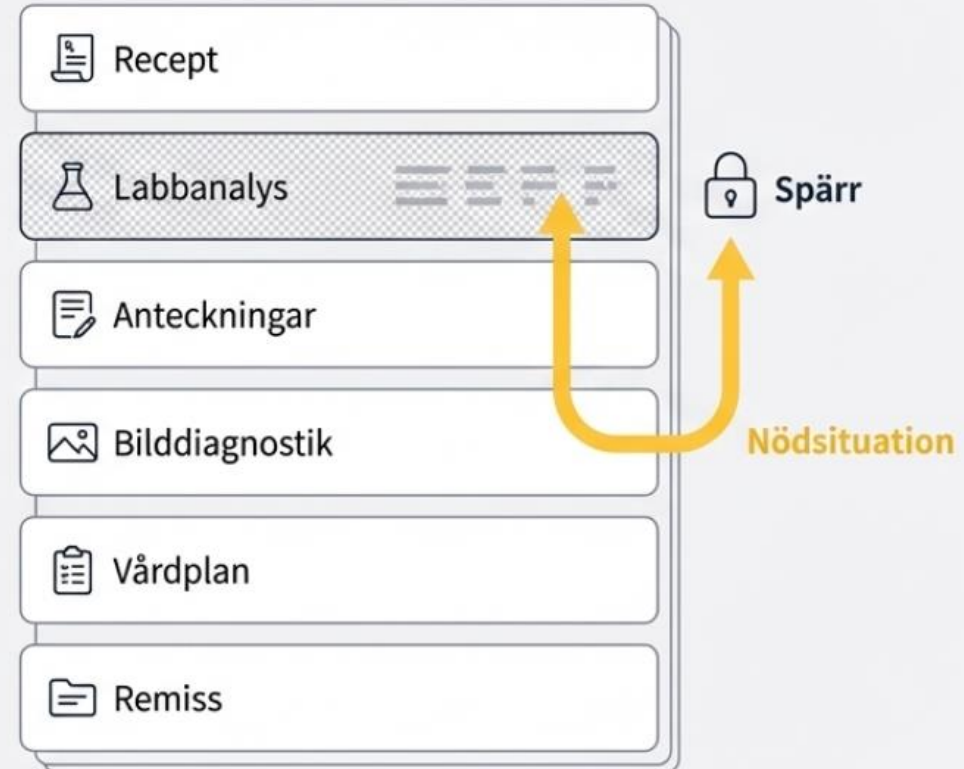 Recept
Labbanalys
Spärr
Anteckningar
Bilddiagnostik
Nödsituation
Vårdplan
Remiss